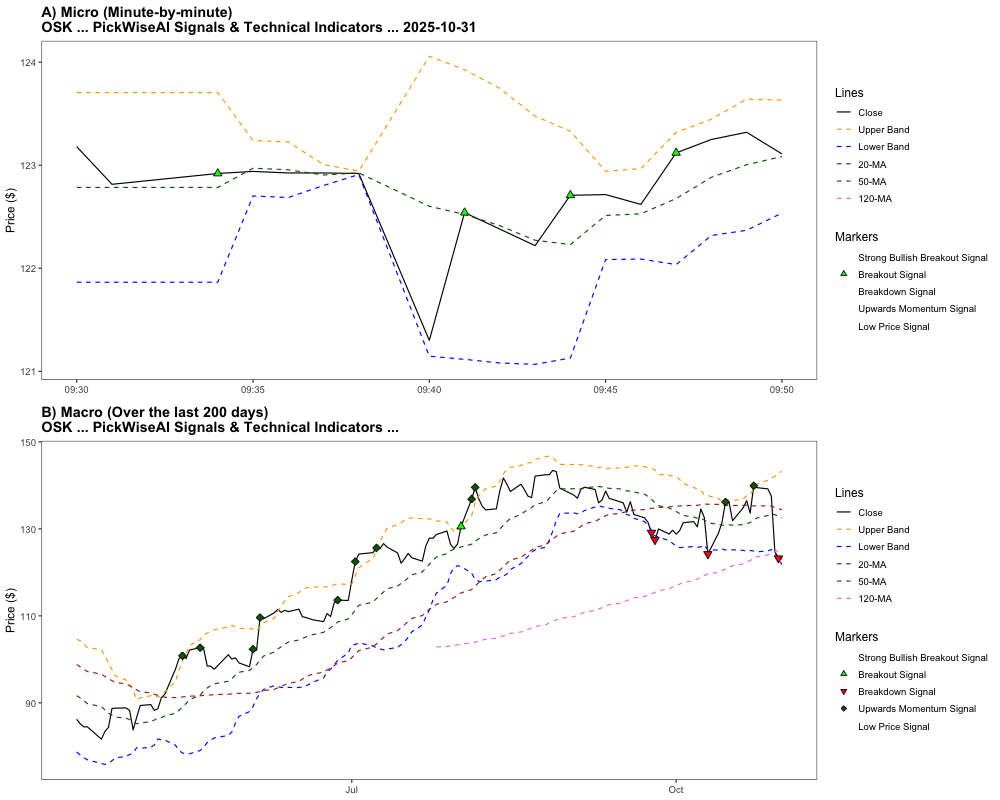 A) Micro (Minute-by-minute)
OSK ... PickWiseAI Signals & Technical Indicators ... 2025-10-31
124
123
122
121
Price ($)
09:30
09:35
09:40
09:45
09:50
Lines
Close
Upper Band
Lower Band
20-MA
50-MA
120-MA
Markers
Strong Bullish Breakout Signal
Breakout Signal
Breakdown Signal
Upwards Momentum Signal
Low Price Signal
B) Macro (Over the last 200 days)
OSK ... PickWiseAI Signals & Technical Indicators ...
150
130
110
90
Price ($)
Jul
Oct
Lines
Close
Upper Band
Lower Band
20-MA
50-MA
120-MA
Markers
Strong Bullish Breakout Signal
Breakout Signal
Breakdown Signal
Upwards Momentum Signal
Low Price Signal